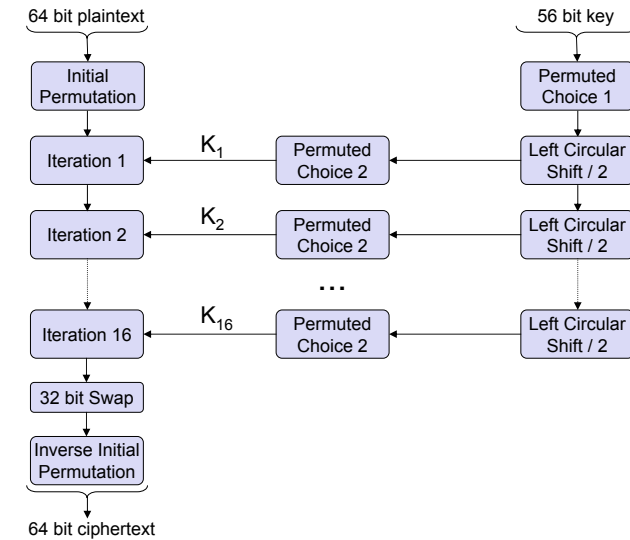 64 bit plaintext
56 bit key
Initial
Permutation
Permuted
Choice 1
Iteration 1
K1
Permuted
Choice 2
Left Circular
Shift / 2
Iteration 2
K2
Permuted
Choice 2
Left Circular
Shift / 2
...
Iteration 16
K16
Permuted
Choice 2
Left Circular
Shift / 2
32 bit Swap
Inverse Initial
Permutation
64 bit ciphertext